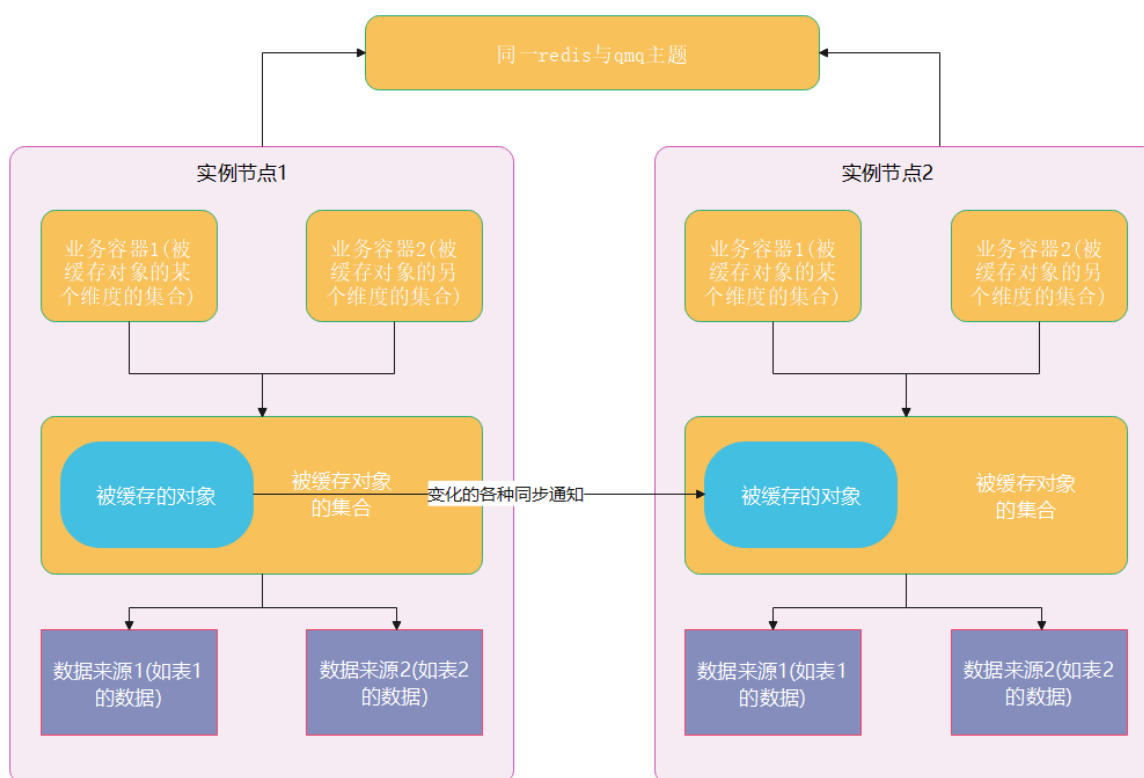 同一redis与qmq主题
实例节点1
实例节点2
业务容器1(被
缓存对象的某
个维度的集合)
业务容器2(被
缓存对象的另
个维度的集合)
业务容器1(被
缓存对象的某
个维度的集合)
业务容器2(被
缓存对象的另
个维度的集合)
被缓存的对象
被缓存对象
的集合
变化的各种同步通知
被缓存的对象
被缓存对象
的集合
数据来源1(如表1
的数据)
数据来源2(如表2
的数据)
数据来源1(如表1
的数据)
数据来源2(如表2
的数据)